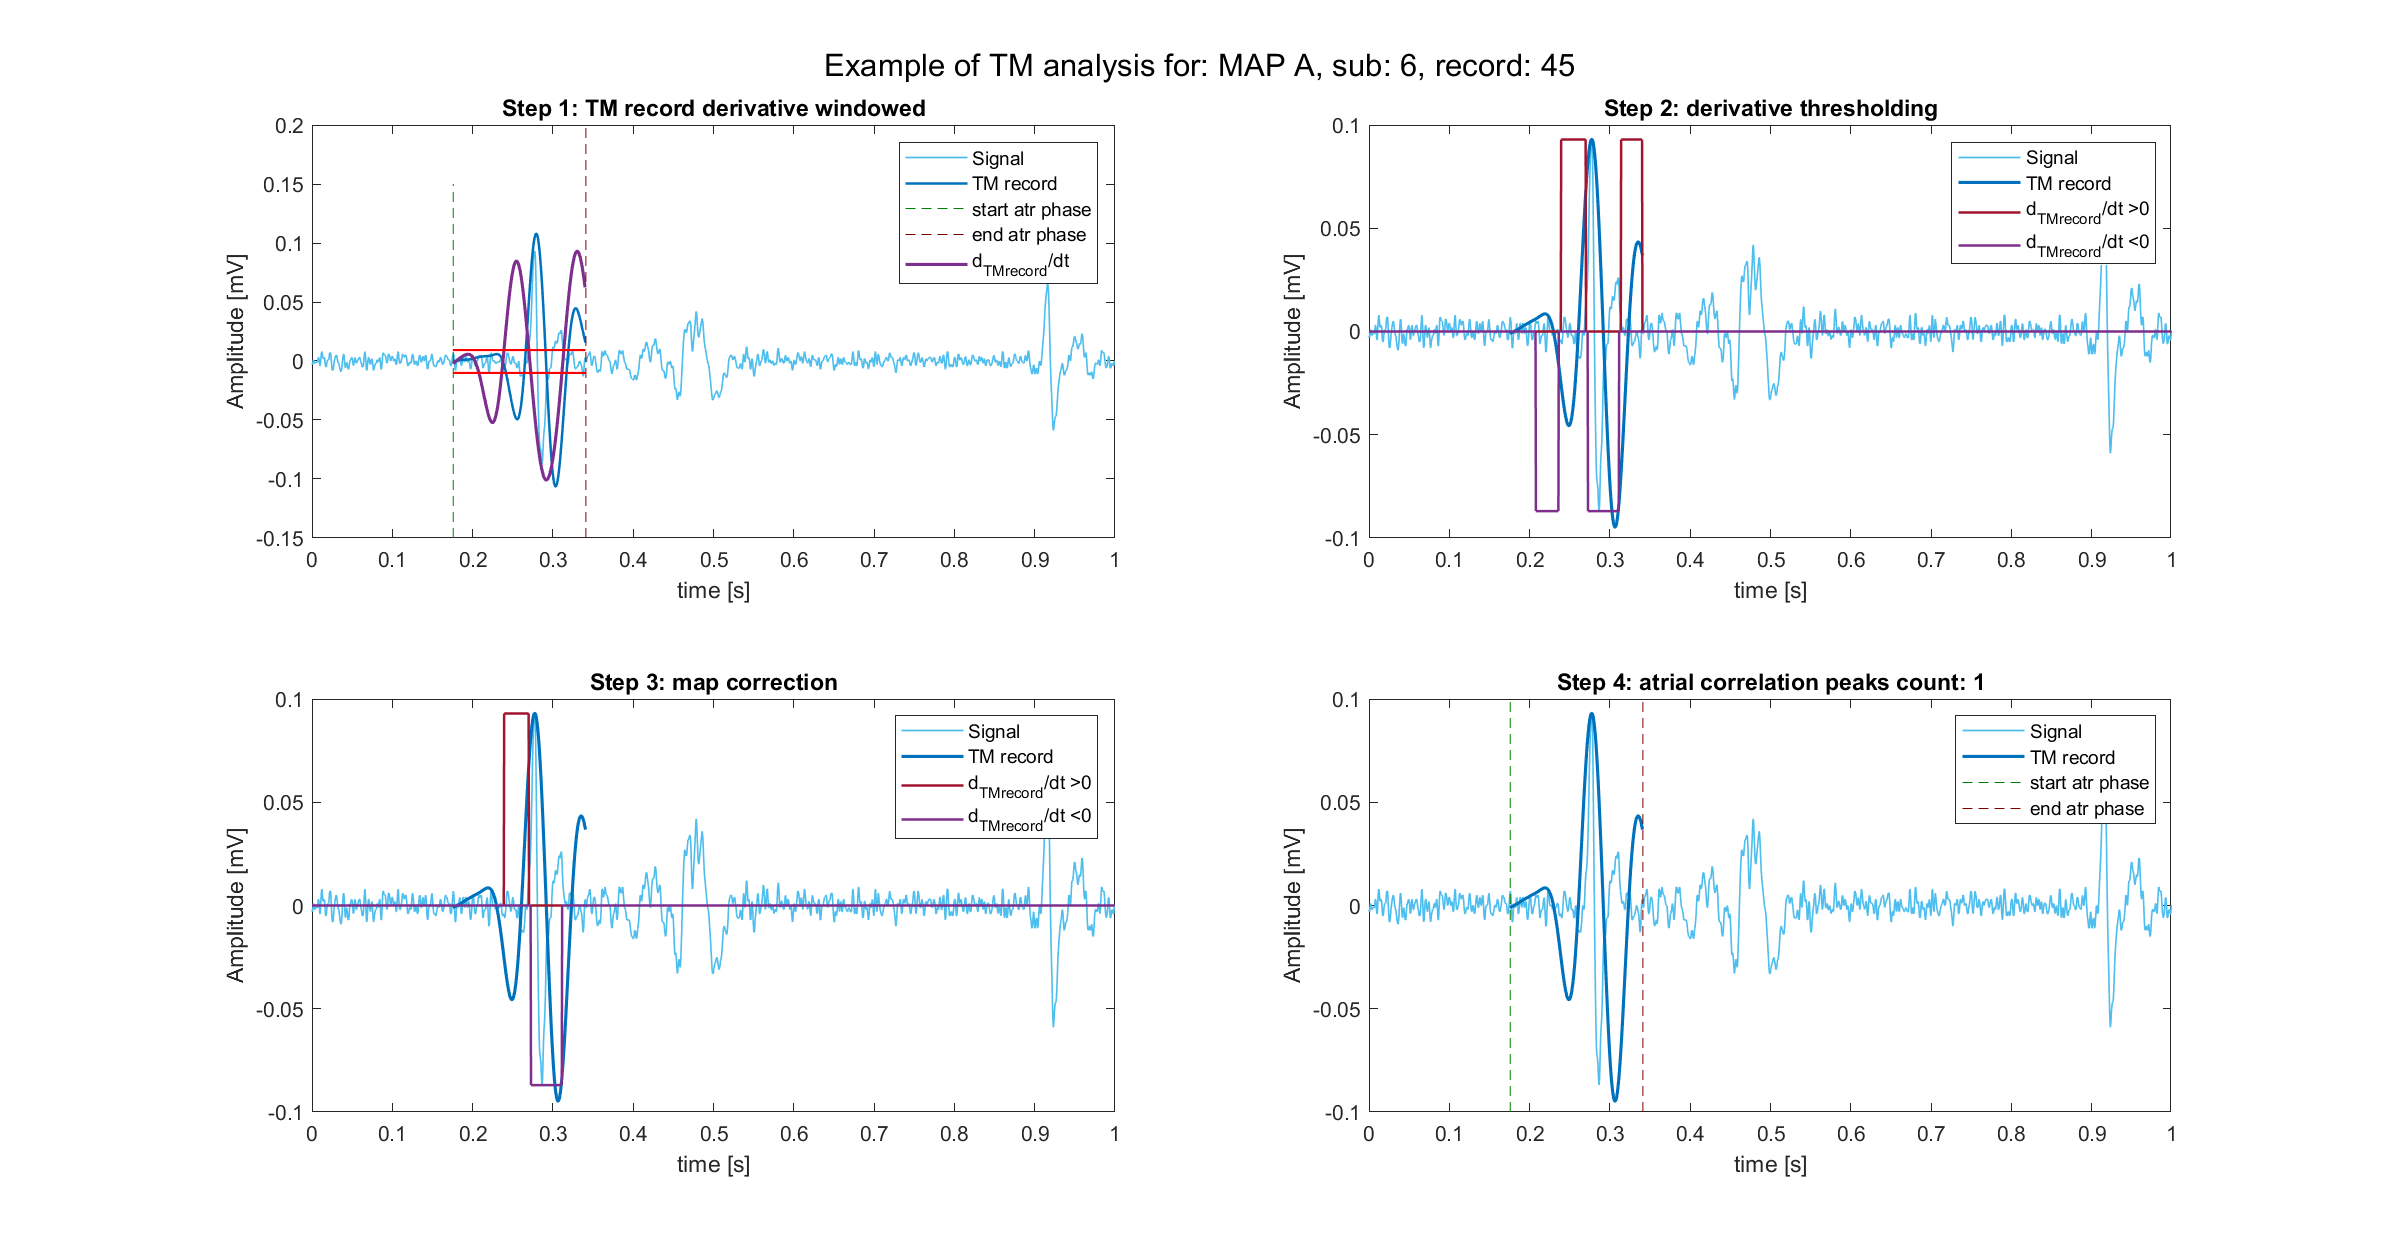 Example of TM analysis for: MAP A, sub: 6, record: 45
Step 1: TM record derivative windowed
0.2
0.15
0.1
0.05
0
-0.05
-0.1
-0.15
Amplitude [mV]
0 0.1 0.2 0.3 0.4 0.5 0.6 0.7 0.8 0.9 1
time [s]
Signal
TM record
start atr phase
end atr phase
dTMrecord/dt
Step 2: derivative thresholding
0.1
0.05
0
-0.05
-0.1
Amplitude [mV]
0 0.1 0.2 0.3 0.4 0.5 0.6 0.7 0.8 0.9 1
time [s]
Signal
TM record
dTMrecord/dt >0
dTMrecord/dt <0
Step 3: map correction
0.1
0.05
0
-0.05
-0.1
Amplitude [mV]
0 0.1 0.2 0.3 0.4 0.5 0.6 0.7 0.8 0.9 1
time [s]
Signal
TM record
dTMrecord/dt >0
dTMrecord/dt <0
Step 4: atrial correlation peaks count: 1
0.1
0.05
0
-0.05
-0.1
Amplitude [mV]
0 0.1 0.2 0.3 0.4 0.5 0.6 0.7 0.8 0.9 1
time [s]
Signal
TM record
start atr phase
end atr phase